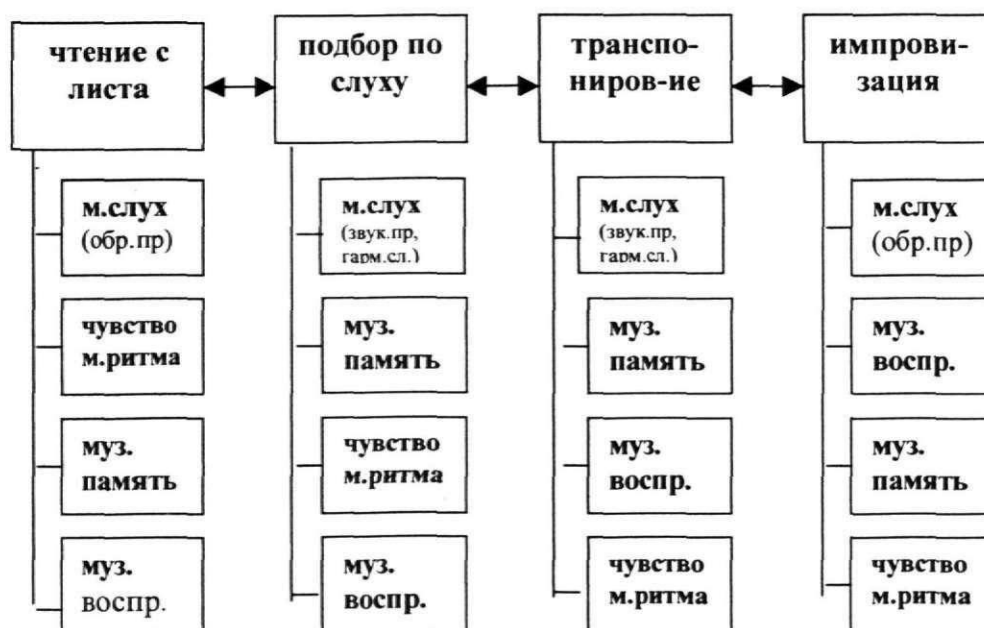 чтение с
листа
подбор по
слуху
транспо-
ниров-ие
импрови-
зация
м.слух
(обр.пр)
чувство
м.ритма
муз.
память
муз.
воспр.
м.слух
(звук.пр,
гарм.сл.)
муз.
память
чувство
м.ритма
муз.
воспр.
м.слух
(звук.пр,
гарм.сл.)
муз.
память
муз.
воспр.
чувство
м.ритма
м.слух
(обр.пр)
муз.
воспр.
муз.
память
чувство
м.ритма